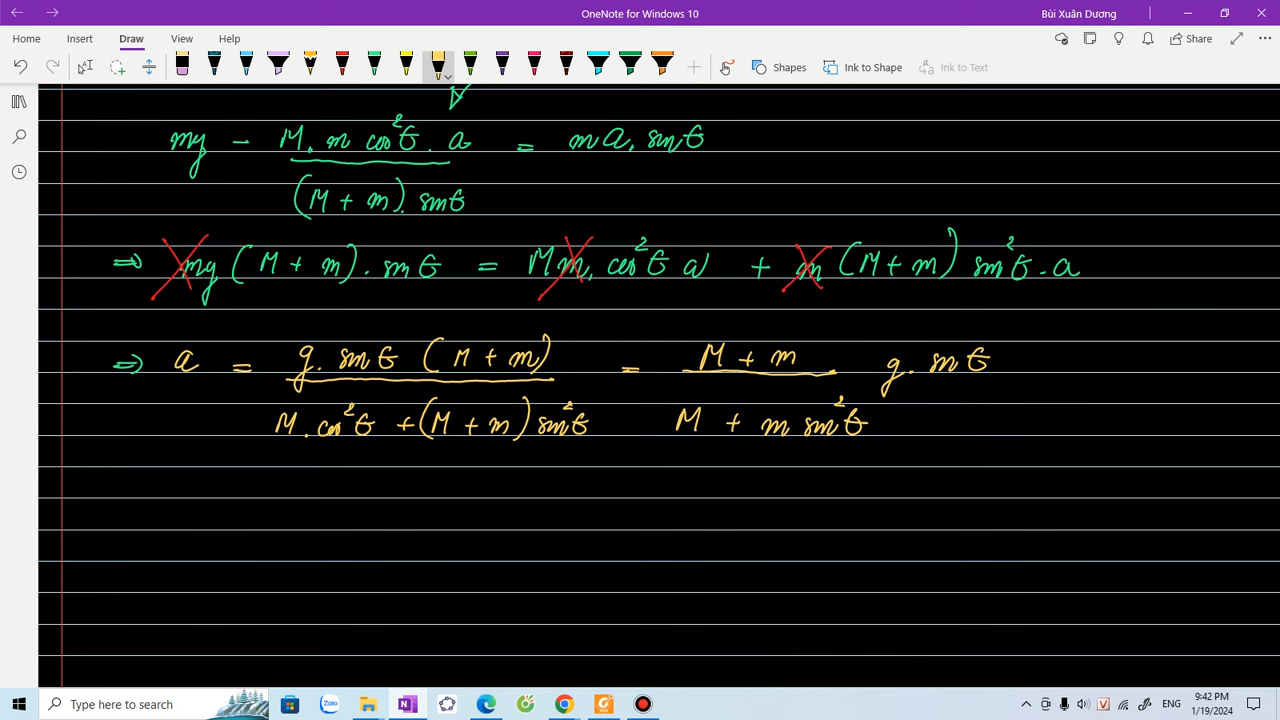 OneNote for Windows 10
Bùi Xuân Dương
Home Insert Draw View Help
Share
Shapes Ink to Shape Ink to Text
mg - M. m cos²θ. a / (M + m). sinθ = ma. sinθ
⇒ mg (M + m). sinθ = Mm. cos²θ a + m (M + m) sin²θ. a
⇒ a = g. sinθ (M + m) / M. cos²θ + (M + m) sin²θ = M + m / M + m sin²θ g. sinθ
Type here to search
Zalo
V
ENG
9:42 PM
1/19/2024